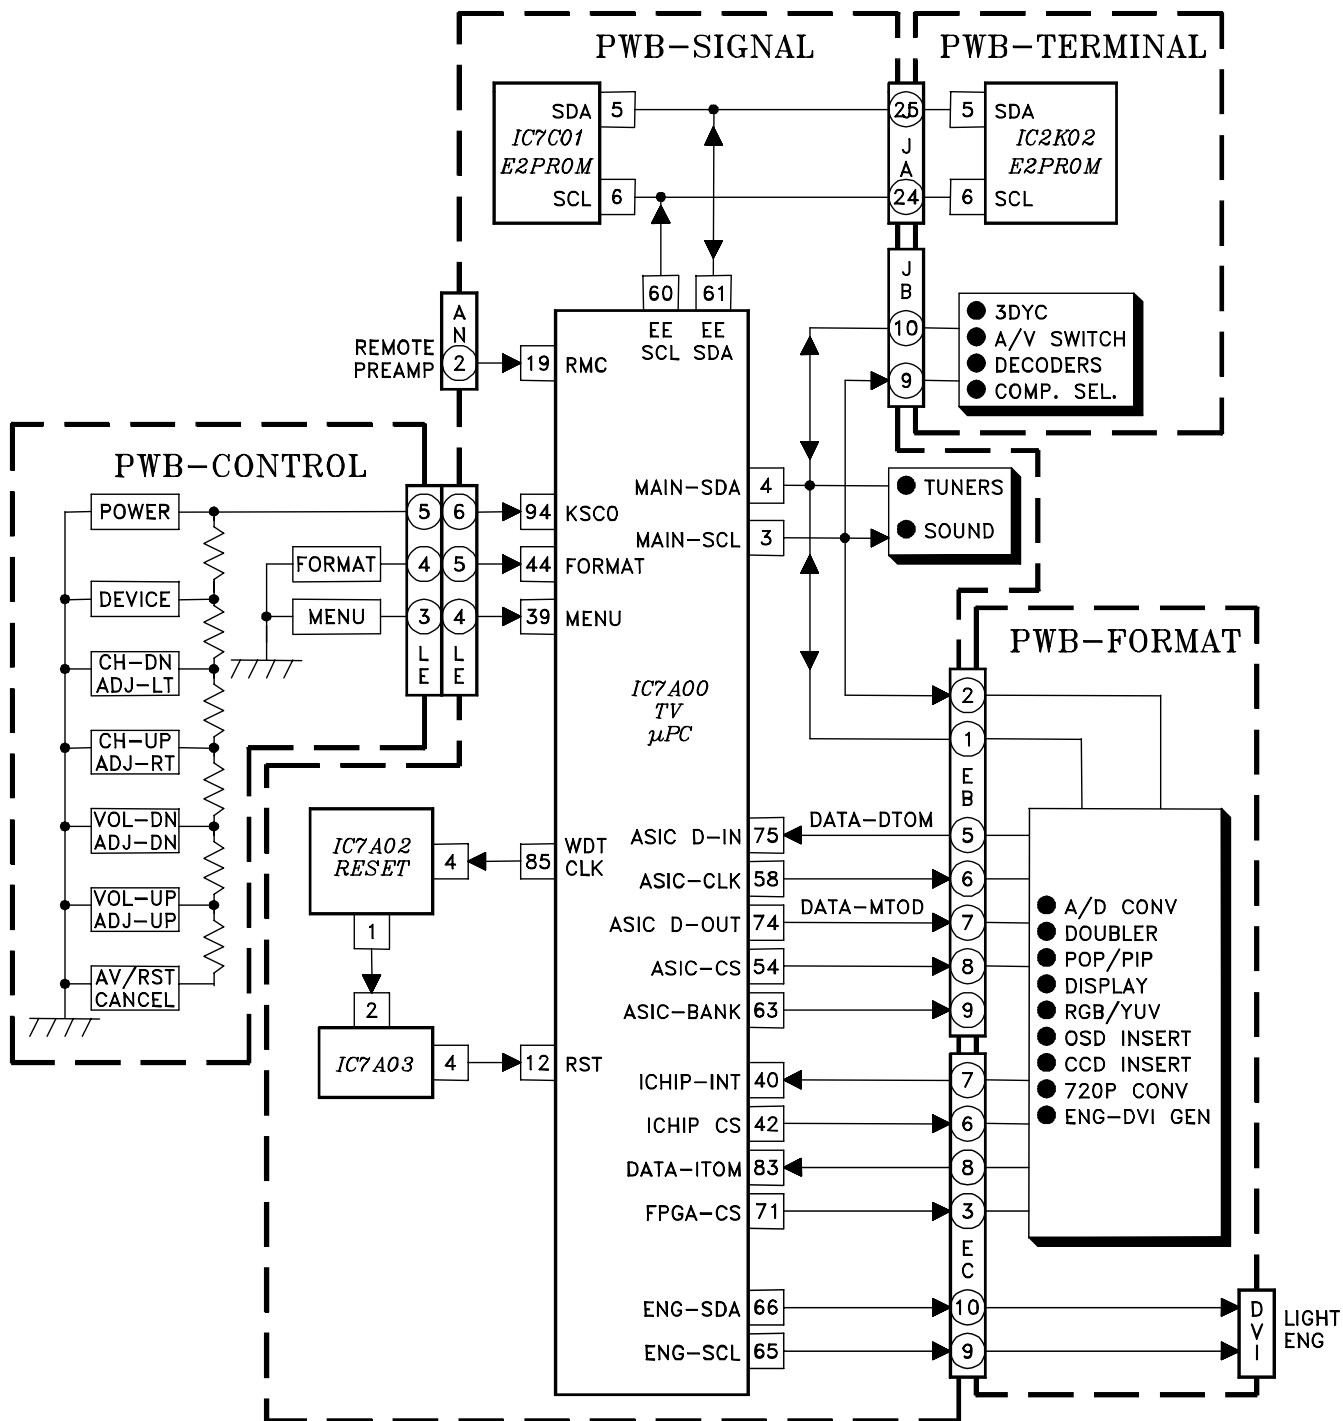 PWB-SIGNAL
PWB-TERMINAL
SDA 5
IC7C01
E2PROM
SCL 6
25
J
A
24
5 SDA
IC2K02
E2PROM
6 SCL
J
B
10
9
3DYC
A/V SWITCH
DECODERS
COMP. SEL.
60
EE
SCL
61
EE
SDA
A
N
2
REMOTE
PREAMP
19 RMC
PWB-CONTROL
POWER
DEVICE
CH-DN
ADJ-LT
CH-UP
ADJ-RT
VOL-DN
ADJ-DN
VOL-UP
ADJ-UP
AV/RST
CANCEL
FORMAT
MENU
5 6
4 5
3 4
L L
E E
94 KSCO
44 FORMAT
39 MENU
MAIN-SDA 4
MAIN-SCL 3
TUNERS
SOUND
IC7A00
TV
µPC
IC7A02
RESET
4
85 WDT
CLK
1
2
IC7A03
4
12 RST
PWB-FORMAT
2
1
E
B
ASIC D-IN 75 DATA-DTOM 5
ASIC-CLK 58 6
ASIC D-OUT 74 DATA-MTOD 7
ASIC-CS 54 8
ASIC-BANK 63 9
ICHIP-INT 40 7
ICHIP CS 42 6
DATA-ITOM 83 8
FPGA-CS 71 3
E
C
ENG-SDA 66 10
ENG-SCL 65 9
A/D CONV
DOUBLER
POP/PIP
DISPLAY
RGB/YUV
OSD INSERT
CCD INSERT
720P CONV
ENG-DVI GEN
D
V
I
LIGHT
ENG